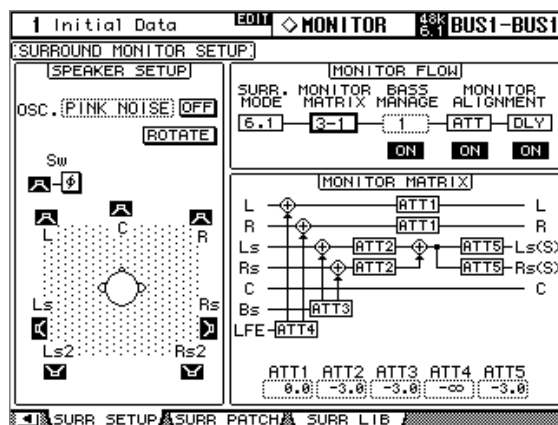 1 Initial Data EDIT ◇MONITOR 48k 6.1 BUS1-BUS1
SURROUND MONITOR SETUP
SPEAKER SETUP
OSC. PINK NOISE OFF
ROTATE
Sw
φ
L C R
Ls Rs
Ls2 Rs2
MONITOR FLOW
SURR. MODE MONITOR MATRIX BASS MANAGE MONITOR ALIGNMENT
6.1 3-1 1 ATT DLY
ON ON ON
MONITOR MATRIX
L ATT1 L
R ATT1 R
Ls ATT2 ATT5 Ls(S)
Rs ATT2 ATT5 Rs(S)
C C
Bs ATT3
LFE ATT4
ATT1 ATT2 ATT3 ATT4 ATT5
0.0 -3.0 -3.0 -∞ -3.0
SURR SETUP SURR PATCH SURR LIB